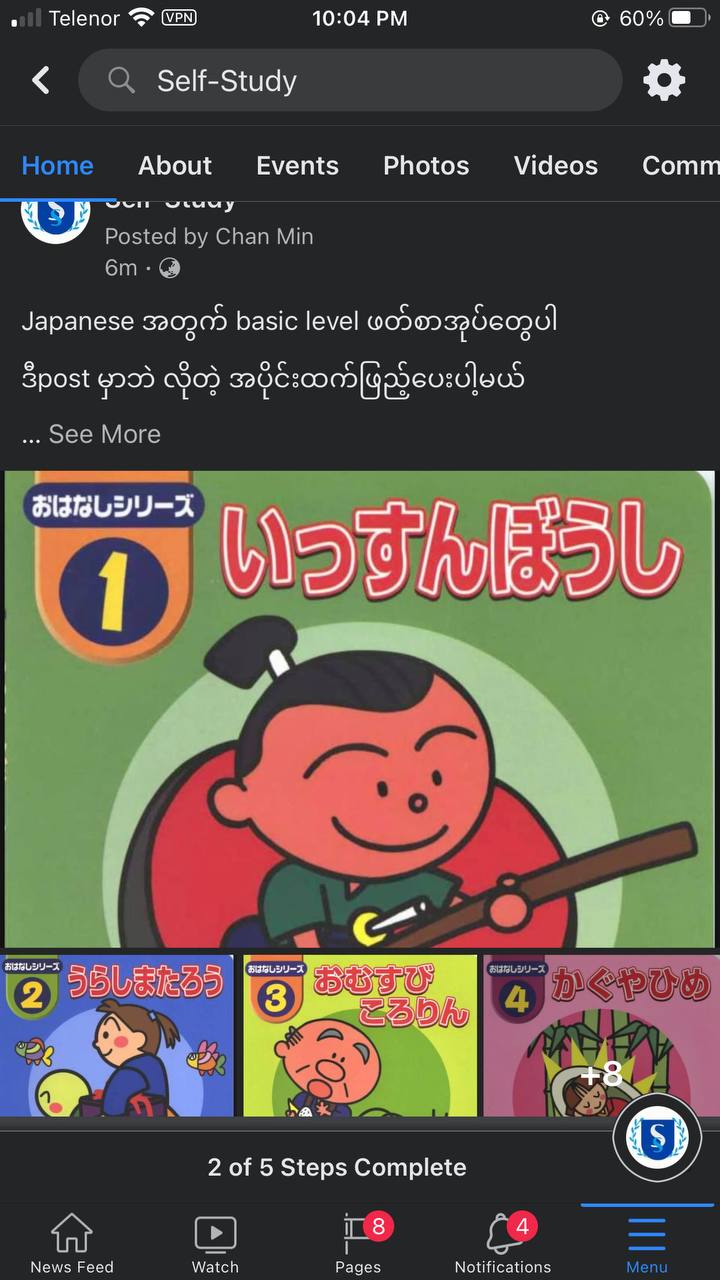 Telenor VPN 10:04 PM 60%
Self-Study
Home About Events Photos Videos Comm
Self-Study
Posted by Chan Min
6m ·
Japanese အတွက် basic level ဖတ်စာအုပ်တွေပါ
ဒီpost မှာဘဲ လိုတဲ့ အပိုင်းထက်ဖြည့်ပေးပါ့မယ်
... See More
おはなしシリーズ
1
いっすんぼうし
おはなしシリーズ
2
うらしまたろう
おはなしシリーズ
3
おむすび
ころりん
おはなしシリーズ
4
かぐやひめ
+8
S
2 of 5 Steps Complete
8
4
News Feed Watch Pages Notifications Menu